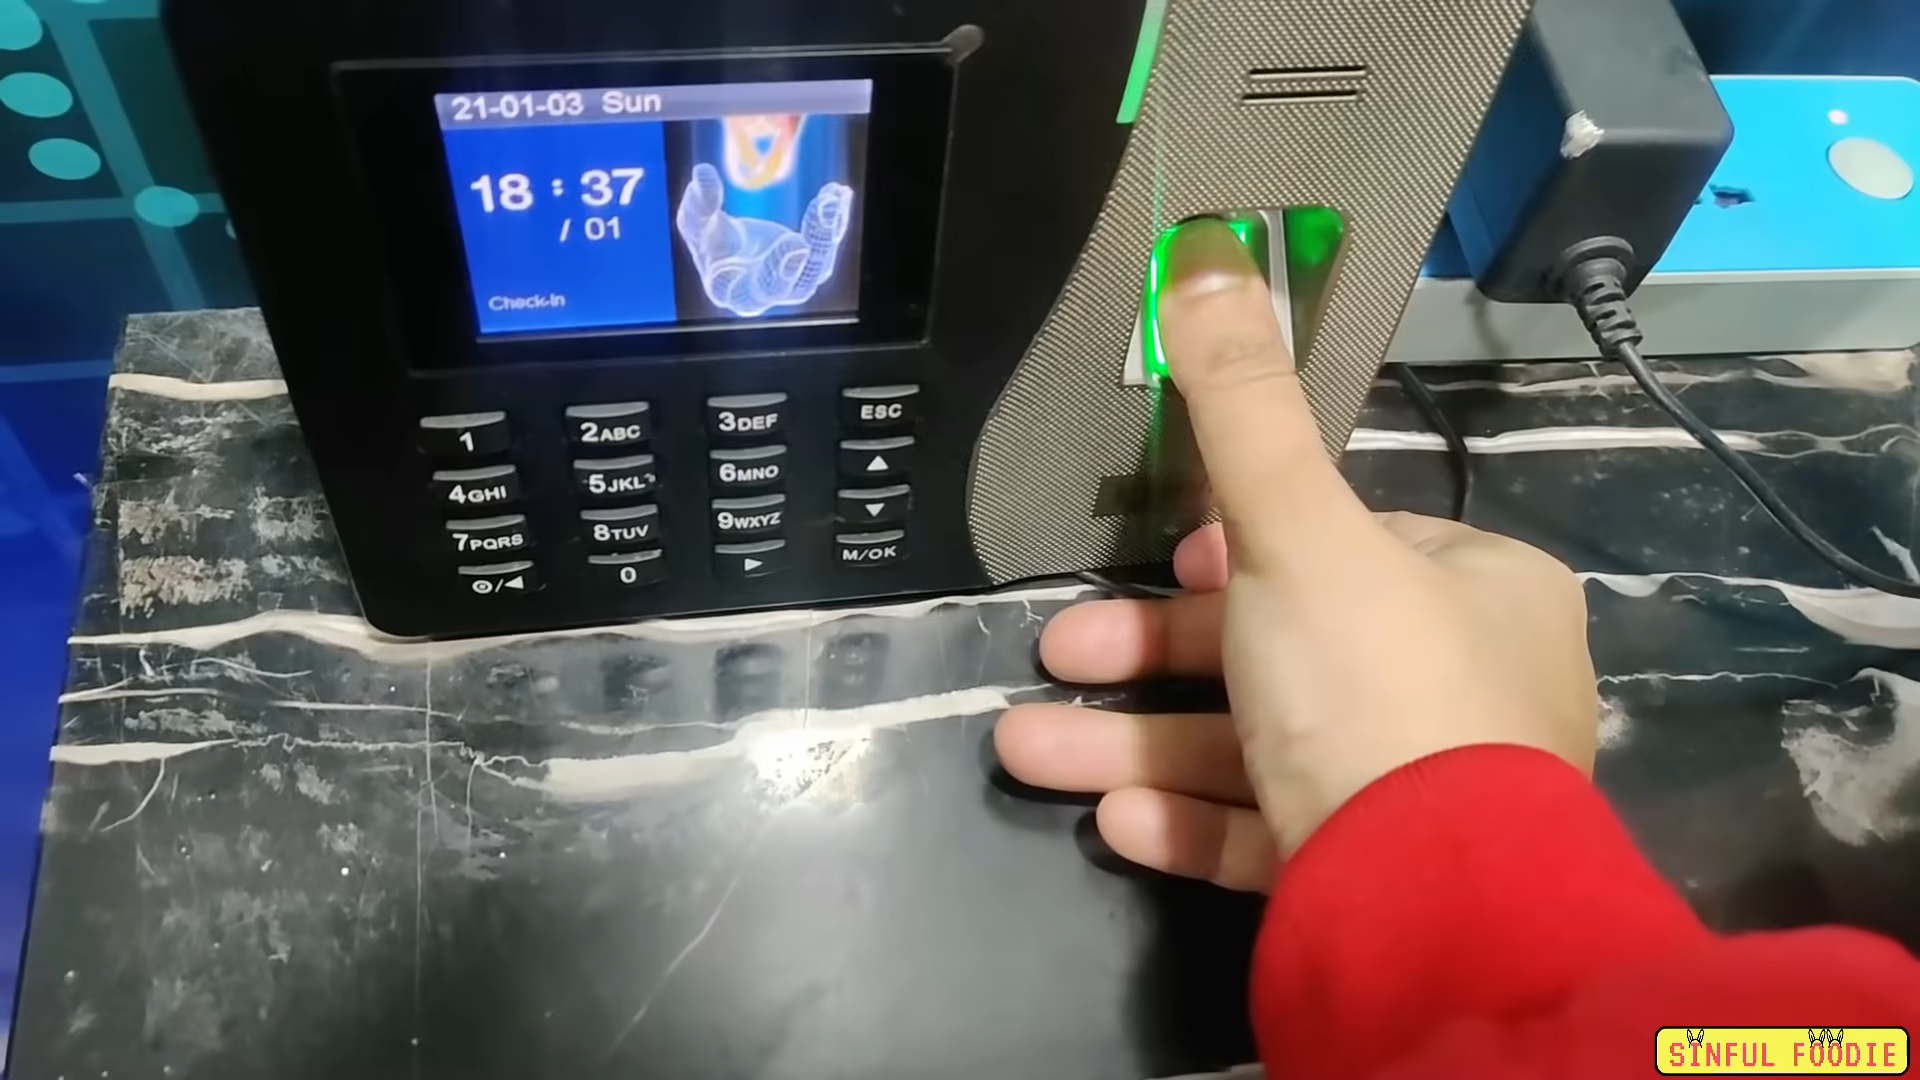 21-01-03 Sun
18 : 37
/ 01
Check-In
1
2ABC
3DEF
ESC
4GHI
5JKL
6MNO
▲
7PQRS
8TUV
9WXYZ
▼
⊙/◀
0
▶
M/OK
SINFUL FOODIE